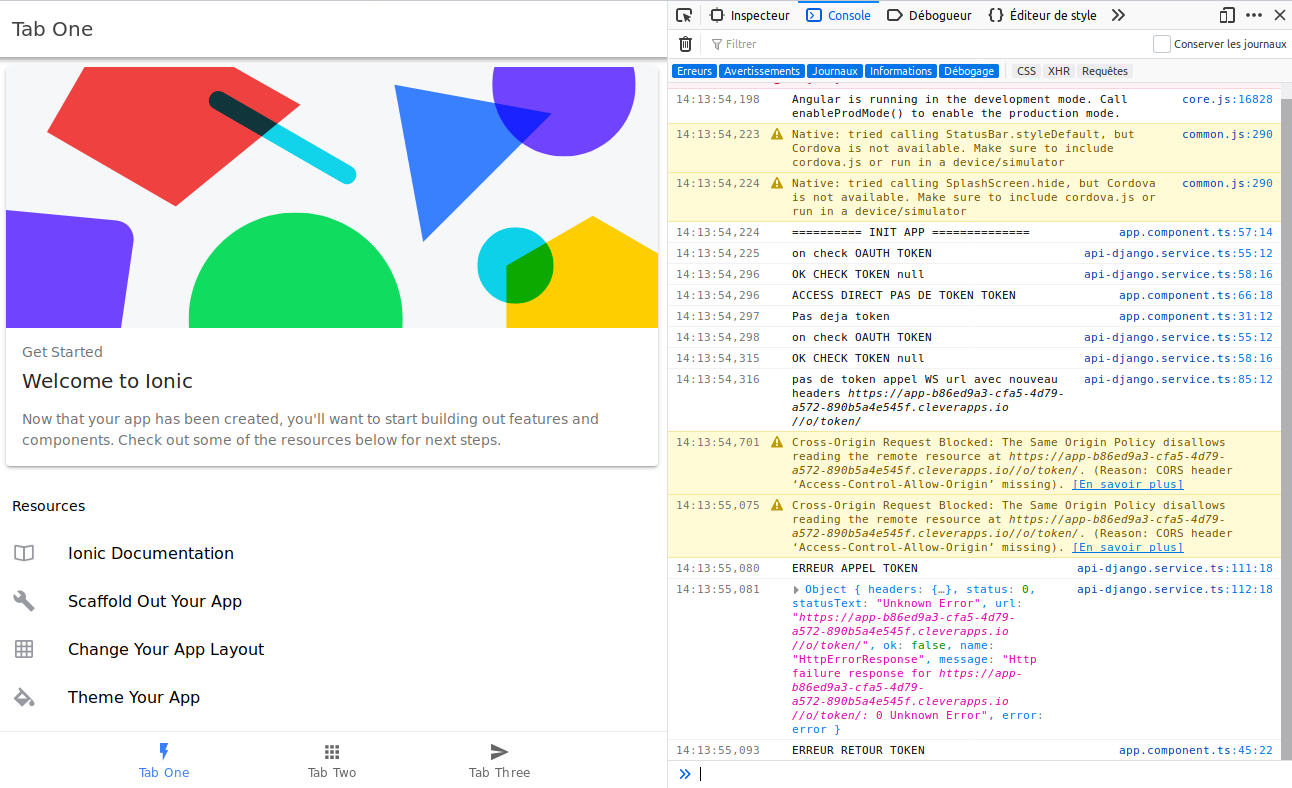 Tab One
Get Started
Welcome to Ionic
Now that your app has been created, you'll want to start building out features and
components. Check out some of the resources below for next steps.
Resources
Ionic Documentation
Scaffold Out Your App
Change Your App Layout
Theme Your App
Tab One
Tab Two
Tab Three
Inspecteur
Console
Débogueur
Éditeur de style
Filtrer
Conserver les journaux
Erreurs
Avertissements
Journaux
Informations
Débogage
CSS
XHR
Requêtes
14:13:54,198 Angular is running in the development mode. Call core.js:16828
enableProdMode() to enable the production mode.
14:13:54,223 Native: tried calling StatusBar.styleDefault, but common.js:290
Cordova is not available. Make sure to include
cordova.js or run in a device/simulator
14:13:54,224 Native: tried calling SplashScreen.hide, but Cordova common.js:290
is not available. Make sure to include cordova.js or
run in a device/simulator
14:13:54,224 ========== INIT APP ============== app.component.ts:57:14
14:13:54,225 on check OAUTH TOKEN api-django.service.ts:55:12
14:13:54,296 OK CHECK TOKEN null api-django.service.ts:58:16
14:13:54,296 ACCESS DIRECT PAS DE TOKEN TOKEN app.component.ts:66:18
14:13:54,297 Pas deja token app.component.ts:31:12
14:13:54,298 on check OAUTH TOKEN api-django.service.ts:55:12
14:13:54,315 OK CHECK TOKEN null api-django.service.ts:58:16
14:13:54,316 pas de token appel WS url avec nouveau api-django.service.ts:85:12
headers https://app-b86ed9a3-cfa5-4d79-
a572-890b5a4e545f.cleverapps.io
//o/token/
14:13:54,701 Cross-Origin Request Blocked: The Same Origin Policy disallows
reading the remote resource at https://app-b86ed9a3-cfa5-4d79-
a572-890b5a4e545f.cleverapps.io//o/token/. (Reason: CORS header
‘Access-Control-Allow-Origin’ missing). [En savoir plus]
14:13:55,075 Cross-Origin Request Blocked: The Same Origin Policy disallows
reading the remote resource at https://app-b86ed9a3-cfa5-4d79-
a572-890b5a4e545f.cleverapps.io//o/token/. (Reason: CORS header
‘Access-Control-Allow-Origin’ missing). [En savoir plus]
14:13:55,080 ERREUR APPEL TOKEN api-django.service.ts:111:18
14:13:55,081 Object { headers: {…}, status: 0, api-django.service.ts:112:18
statusText: "Unknown Error", url:
"https://app-b86ed9a3-cfa5-4d79-
a572-890b5a4e545f.cleverapps.io
//o/token/", ok: false, name:
"HttpErrorResponse", message: "Http
failure response for https://app-
b86ed9a3-cfa5-4d79-
a572-890b5a4e545f.cleverapps.io
//o/token/: 0 Unknown Error", error:
error }
14:13:55,093 ERREUR RETOUR TOKEN app.component.ts:45:22